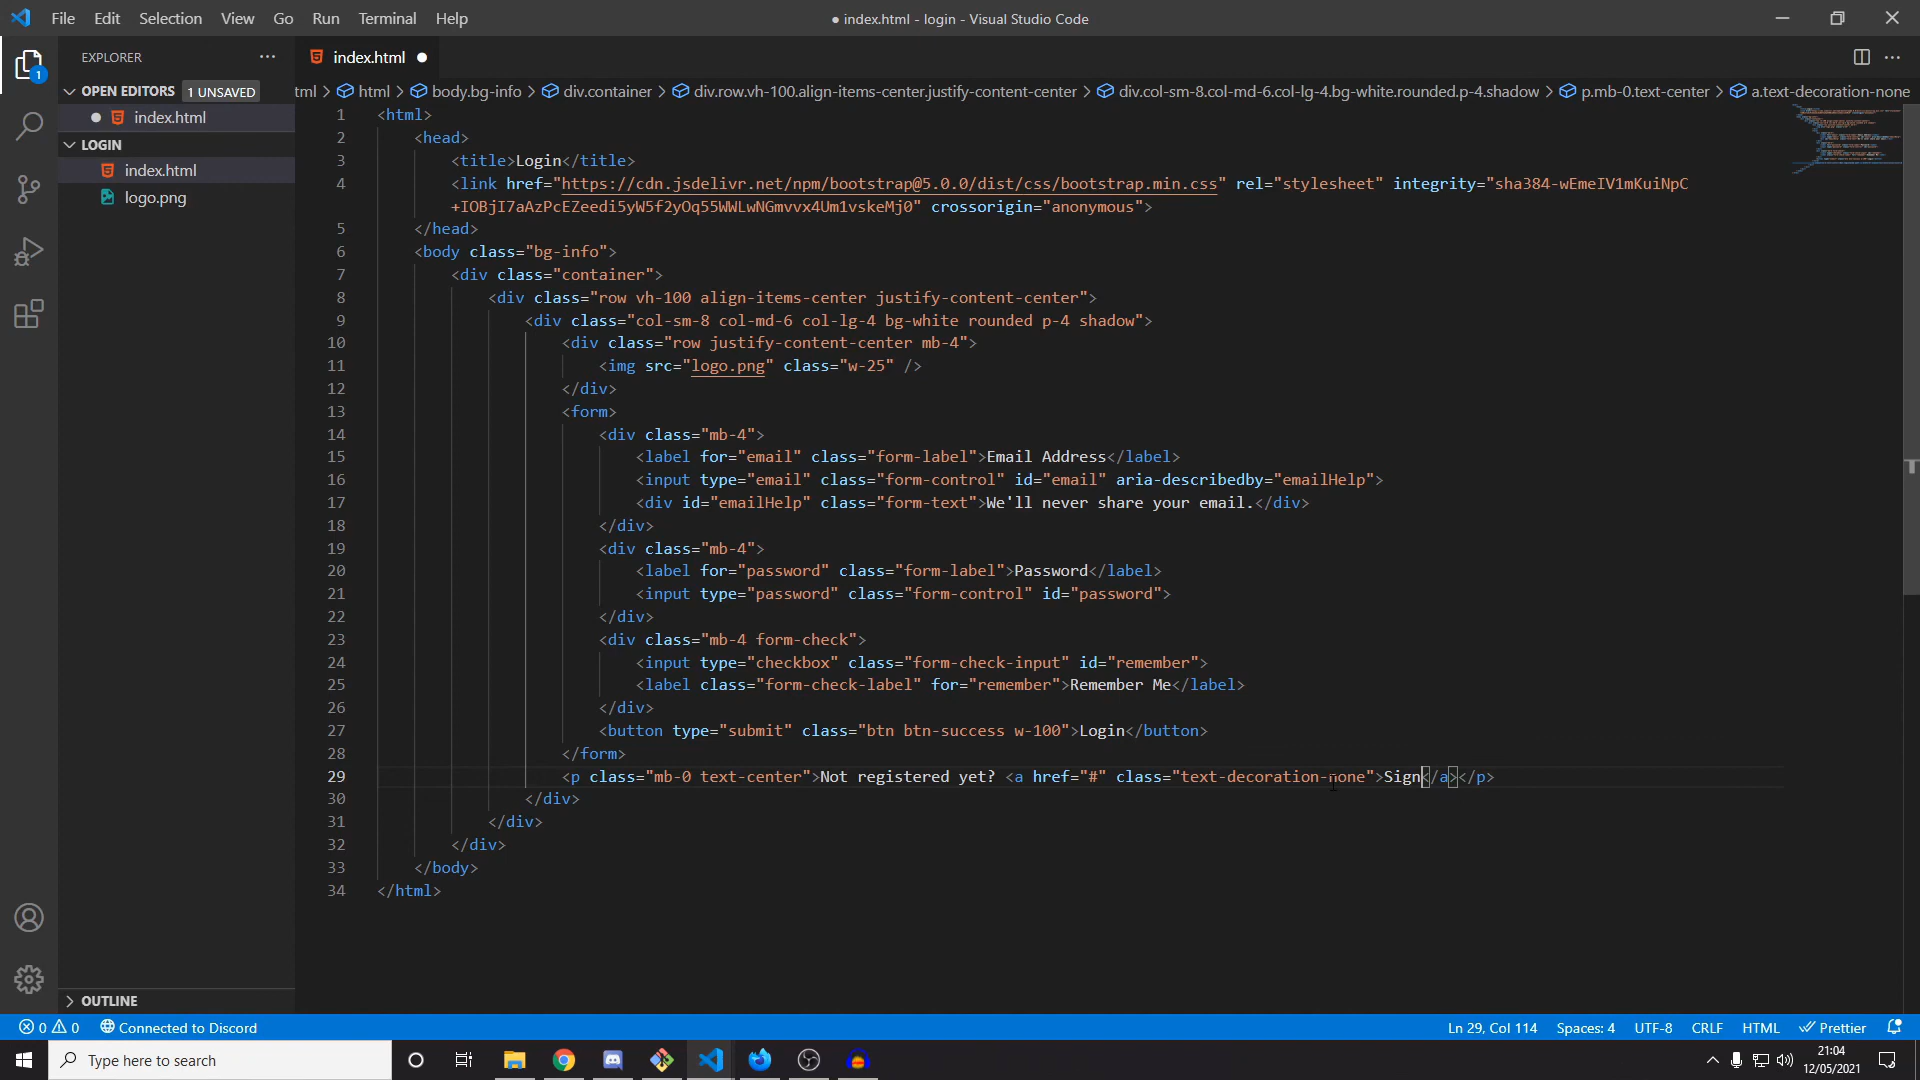 File Edit Selection View Go Run Terminal Help
● index.html - login - Visual Studio Code
EXPLORER
index.html
OPEN EDITORS 1 UNSAVED
tml > html > body.bg-info > div.container > div.row.vh-100.align-items-center.justify-content-center > div.col-sm-8.col-md-6.col-lg-4.bg-white.rounded.p-4.shadow > p.mb-0.text-center > a.text-decoration-none
index.html
LOGIN
index.html
logo.png
1 <html>
2 <head>
3 <title>Login</title>
4 <link href="https://cdn.jsdelivr.net/npm/bootstrap@5.0.0/dist/css/bootstrap.min.css" rel="stylesheet" integrity="sha384-wEmeIV1mKuiNpC
+IOBjI7aAzPcEZeedi5yW5f2yOq55WWLwNGmvvx4Um1vskeMj0" crossorigin="anonymous">
5 </head>
6 <body class="bg-info">
7 <div class="container">
8 <div class="row vh-100 align-items-center justify-content-center">
9 <div class="col-sm-8 col-md-6 col-lg-4 bg-white rounded p-4 shadow">
10 <div class="row justify-content-center mb-4">
11 <img src="logo.png" class="w-25" />
12 </div>
13 <form>
14 <div class="mb-4">
15 <label for="email" class="form-label">Email Address</label>
16 <input type="email" class="form-control" id="email" aria-describedby="emailHelp">
17 <div id="emailHelp" class="form-text">We'll never share your email.</div>
18 </div>
19 <div class="mb-4">
20 <label for="password" class="form-label">Password</label>
21 <input type="password" class="form-control" id="password">
22 </div>
23 <div class="mb-4 form-check">
24 <input type="checkbox" class="form-check-input" id="remember">
25 <label class="form-check-label" for="remember">Remember Me</label>
26 </div>
27 <button type="submit" class="btn btn-success w-100">Login</button>
28 </form>
29 <p class="mb-0 text-center">Not registered yet? <a href="#" class="text-decoration-none">Sign</a></p>
30 </div>
31 </div>
32 </div>
33 </body>
34 </html>
OUTLINE
0 0 Connected to Discord
Ln 29, Col 114 Spaces: 4 UTF-8 CRLF HTML Prettier
Type here to search
21:04
12/05/2021
1